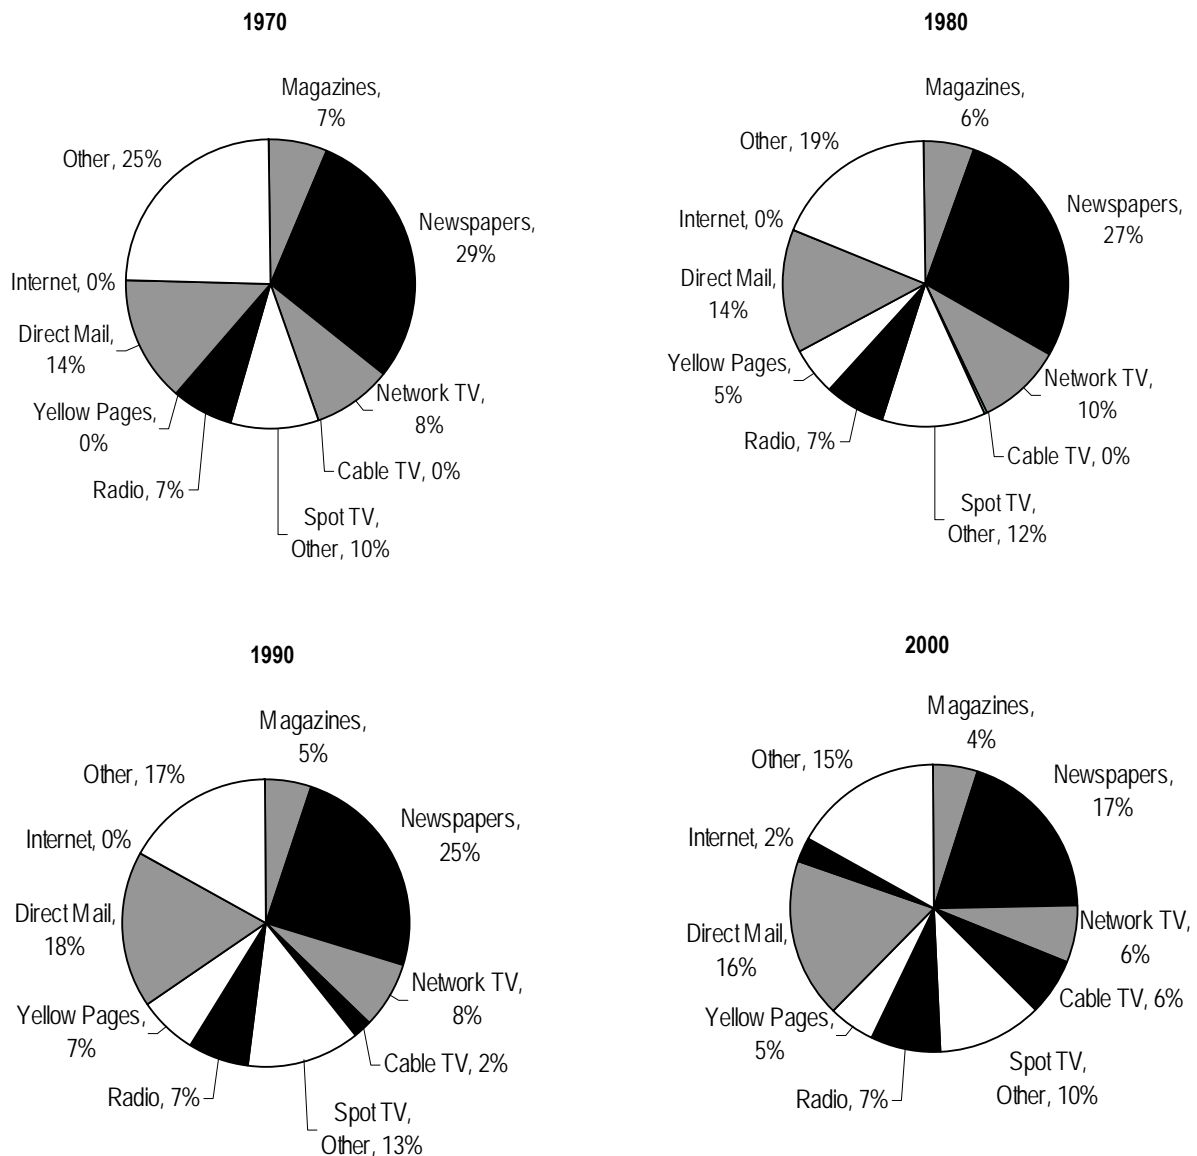 1970
Magazines,
7%
Other, 25%
Newspapers,
29%
Internet, 0%
Direct Mail,
14%
Network TV,
8%
Yellow Pages,
0%
Cable TV, 0%
Radio, 7%
Spot TV,
Other, 10%
1980
Magazines,
6%
Other, 19%
Newspapers,
27%
Internet, 0%
Direct Mail,
14%
Yellow Pages,
5%
Network TV,
10%
Radio, 7%
Cable TV, 0%
Spot TV,
Other, 12%
1990
Magazines,
5%
Other, 17%
Newspapers,
25%
Internet, 0%
Direct Mail,
18%
Network TV,
8%
Yellow Pages,
7%
Cable TV, 2%
Radio, 7%
Spot TV,
Other, 13%
2000
Magazines,
4%
Other, 15%
Newspapers,
17%
Internet, 2%
Direct Mail,
16%
Network TV,
6%
Cable TV, 6%
Yellow Pages,
5%
Spot TV,
Other, 10%
Radio, 7%